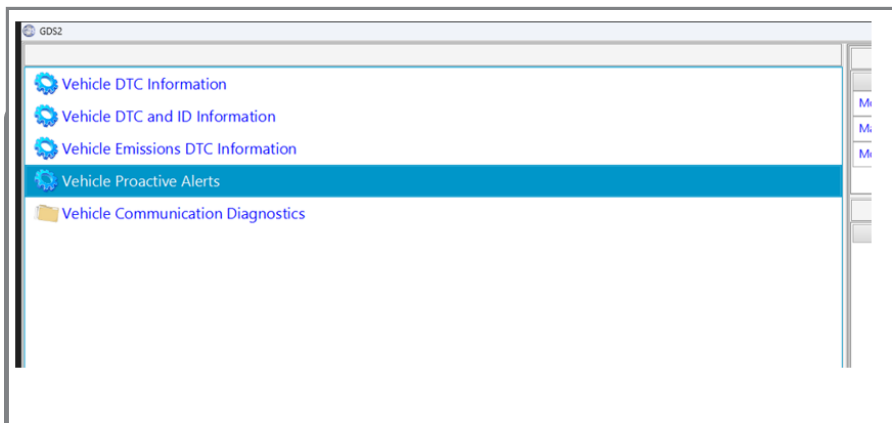 GDS2
Vehicle DTC Information
Vehicle DTC and ID Information
Vehicle Emissions DTC Information
Vehicle Proactive Alerts
Vehicle Communication Diagnostics